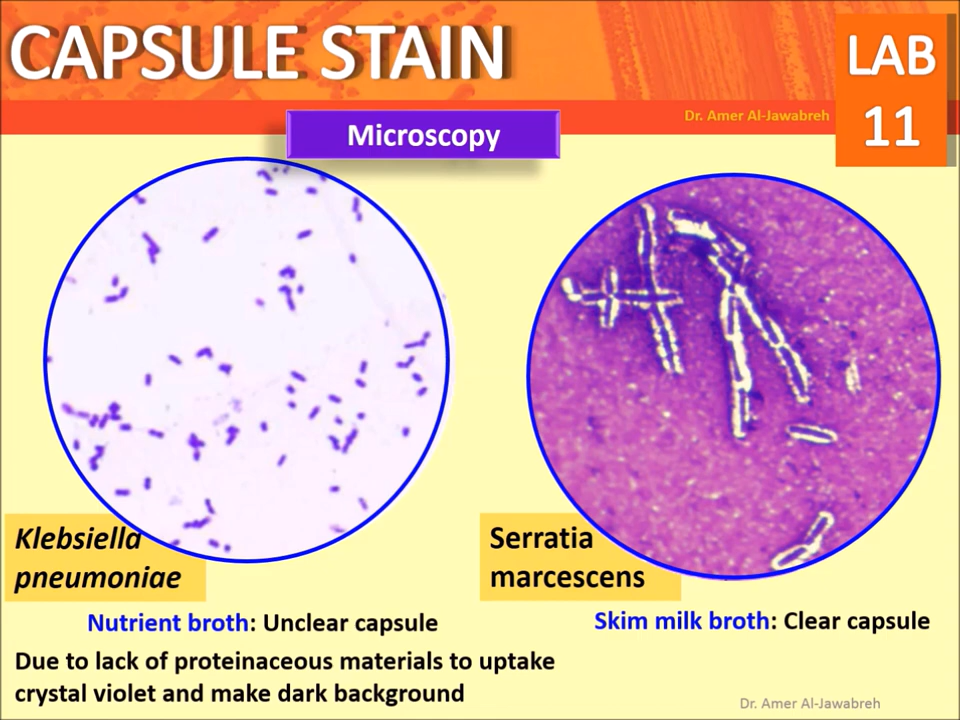 CAPSULE STAIN
LAB
11
Dr. Amer Al-Jawabreh
Microscopy
Klebsiella
pneumoniae
Serratia
marcescens
Nutrient broth: Unclear capsule
Skim milk broth: Clear capsule
Due to lack of proteinaceous materials to uptake
crystal violet and make dark background
Dr. Amer Al-Jawabreh